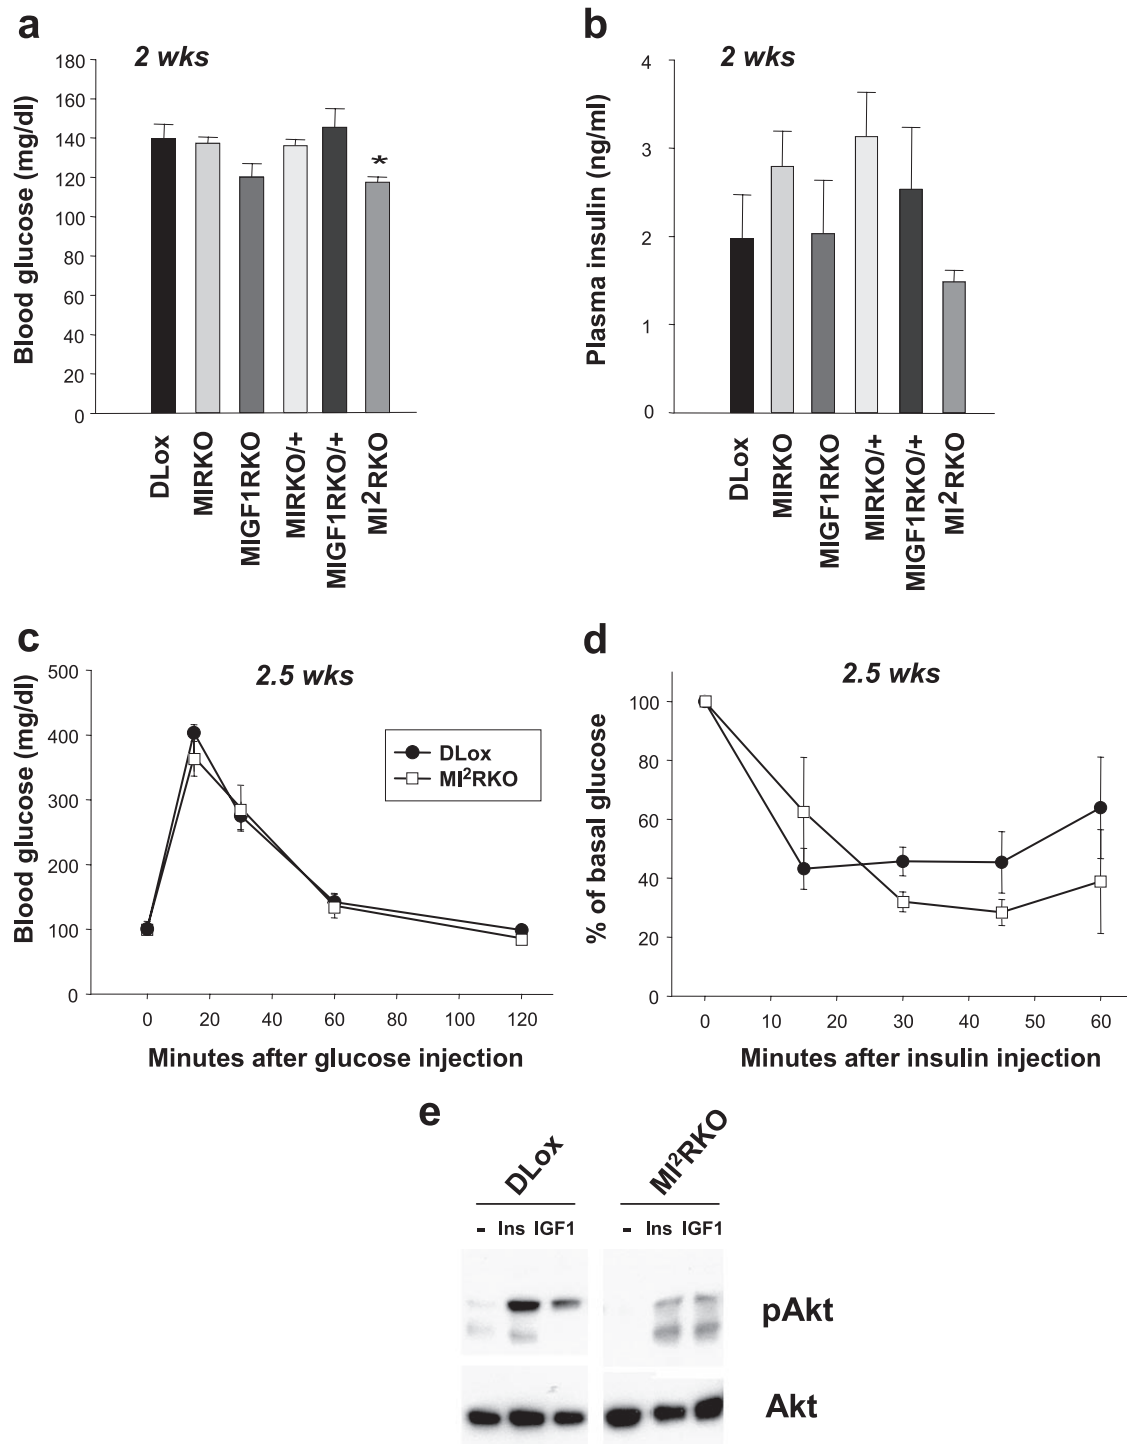 a
2 wks
Blood glucose (mg/dl)
180
160
140
120
100
80
60
40
20
0
*
DLox
MIRKO
MIGF1RKO
MIRKO/+
MIGF1RKO/+
MI²RKO
b
2 wks
Plasma insulin (ng/ml)
4
3
2
1
0
DLox
MIRKO
MIGF1RKO
MIRKO/+
MIGF1RKO/+
MI²RKO
c
2.5 wks
Blood glucose (mg/dl)
500
400
300
200
100
0
DLox
MI²RKO
0 20 40 60 80 100 120
Minutes after glucose injection
d
2.5 wks
% of basal glucose
100
80
60
40
20
0
0 10 20 30 40 50 60
Minutes after insulin injection
e
DLox
MI²RKO
- Ins IGF1
- Ins IGF1
pAkt
Akt